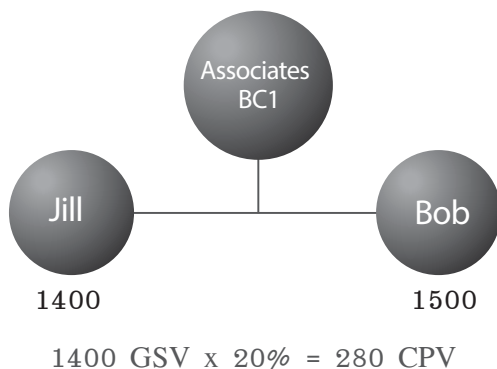 Associates
BC1
Jill
Bob
1400
1500
1400 GSV x 20% = 280 CPV